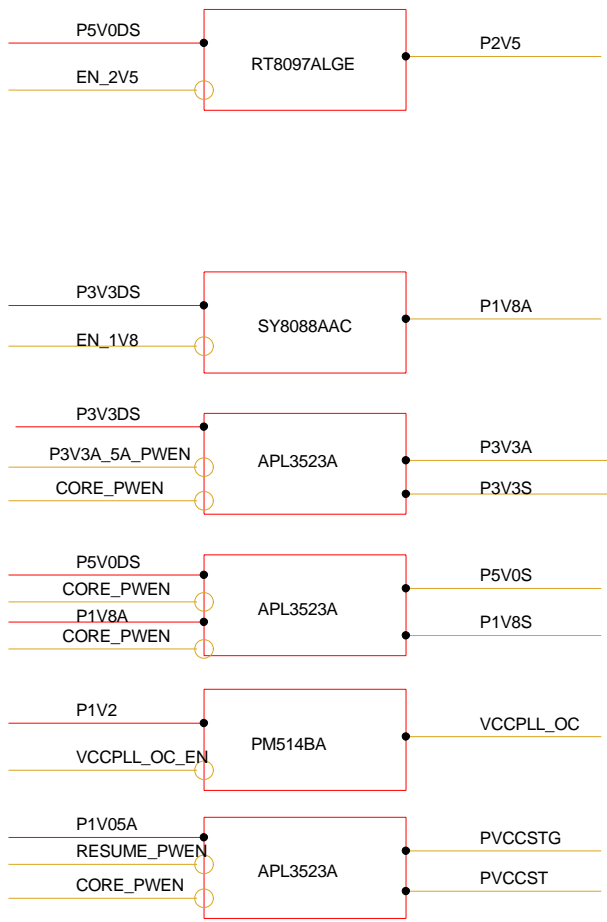 P5V0DS
EN_2V5
RT8097ALGE
P2V5
P3V3DS
EN_1V8
SY8088AAC
P1V8A
P3V3DS
P3V3A_5A_PWEN
CORE_PWEN
APL3523A
P3V3A
P3V3S
P5V0DS
CORE_PWEN
P1V8A
CORE_PWEN
APL3523A
P5V0S
P1V8S
P1V2
VCCPLL_OC_EN
PM514BA
VCCPLL_OC
P1V05A
RESUME_PWEN
CORE_PWEN
APL3523A
PVCCSTG
PVCCST